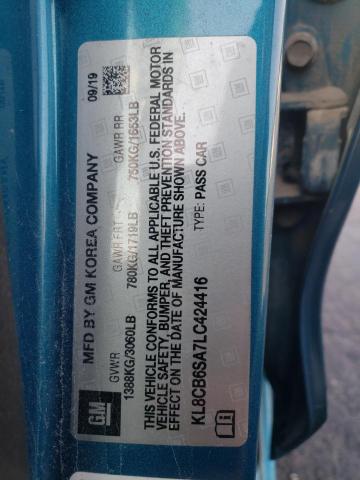 GM
MFD BY GM KOREA COMPANY
09/19
GVWR
GAWR FRT
GAWR RR
1388KG/3060LB
780KG/1719LB
750KG/1653LB
THIS VEHICLE CONFORMS TO ALL APPLICABLE U.S. FEDERAL MOTOR
VEHICLE SAFETY, BUMPER, AND THEFT PREVENTION STANDARDS IN
EFFECT ON THE DATE OF MANUFACTURE SHOWN ABOVE.
KL8CB6SA7LC424416
TYPE: PASS CAR